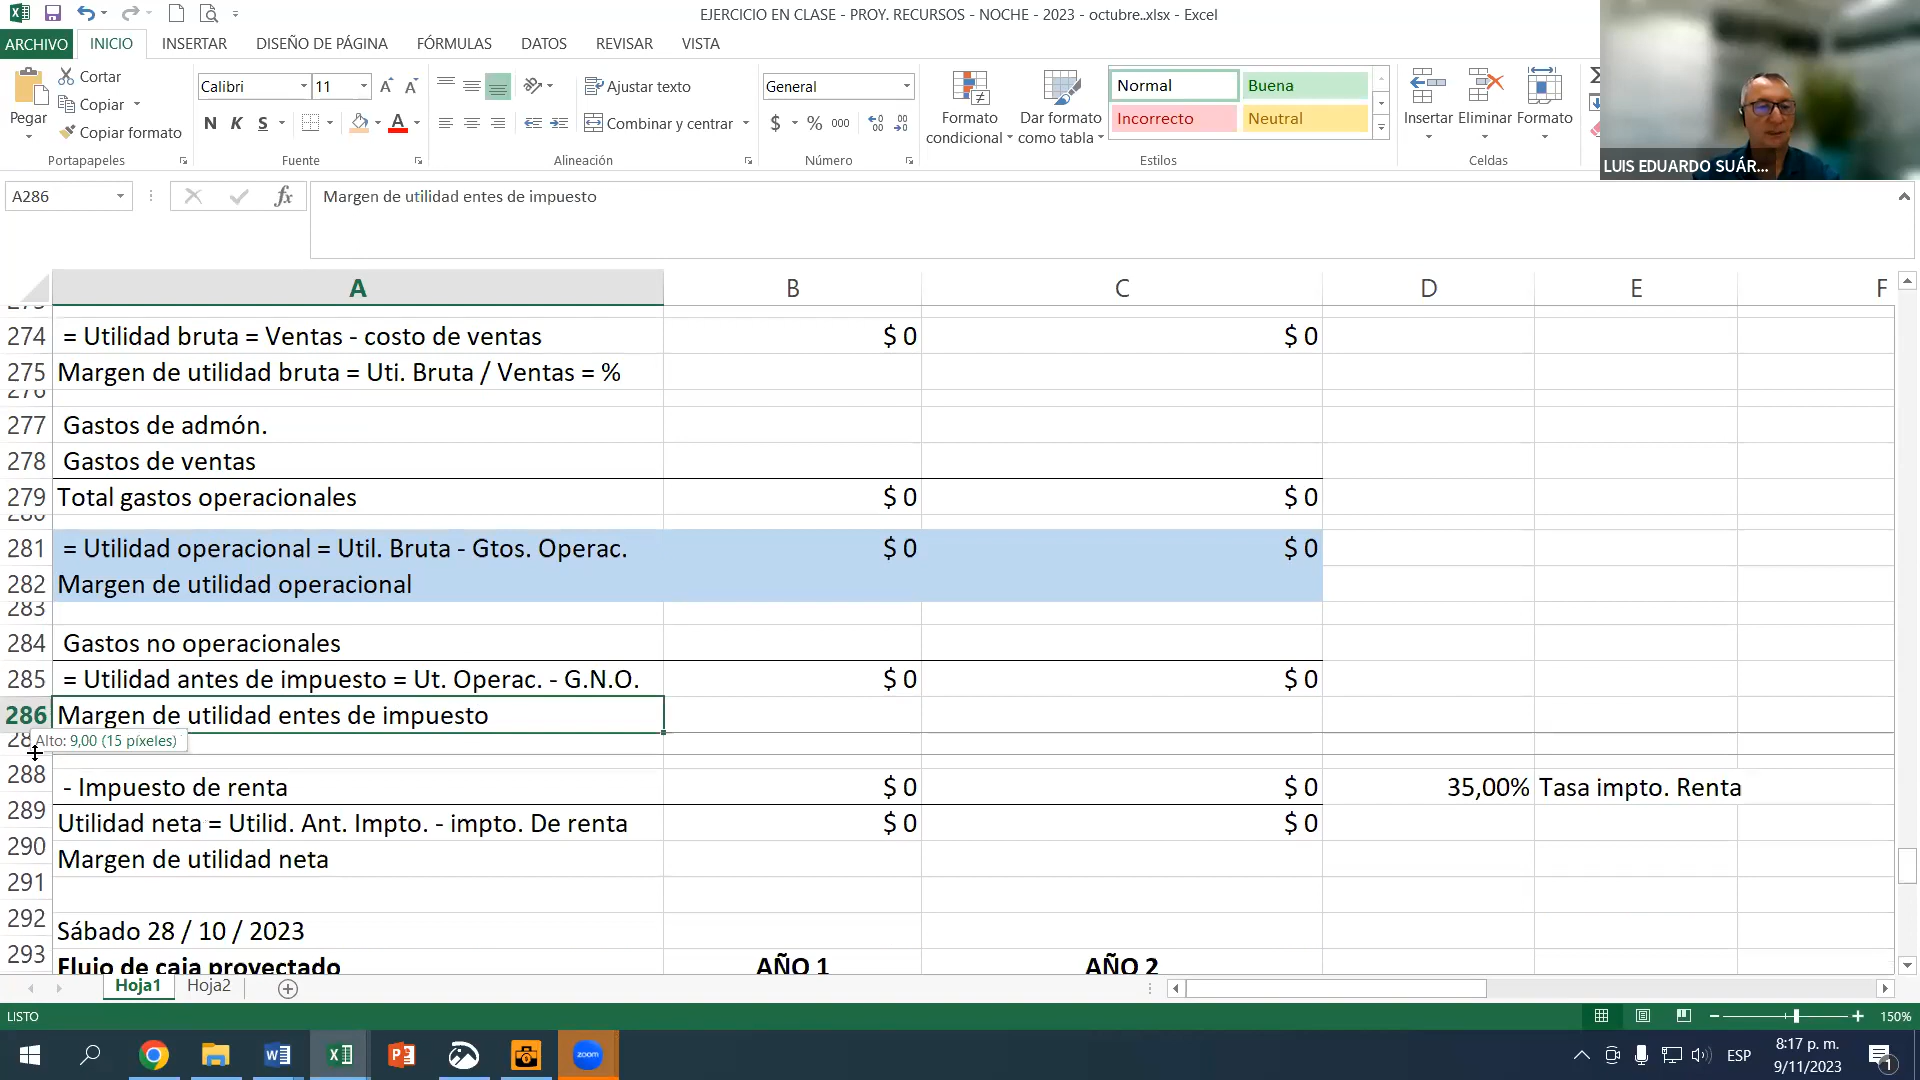 EJERCICIO EN CLASE - PROY. RECURSOS - NOCHE - 2023 - octubre..xlsx - Excel
ARCHIVO INICIO INSERTAR DISEÑO DE PÁGINA FÓRMULAS DATOS REVISAR VISTA
Cortar
Copiar
Copiar formato
Pegar
Portapapeles
Calibri 11
N K S
Fuente
Ajustar texto
Combinar y centrar
Alineación
General
$ % 000
Número
Formato condicional
Dar formato como tabla
Normal Buena
Incorrecto Neutral
Estilos
Insertar Eliminar Formato
Celdas
LUIS EDUARDO SUÁR...
A286 fx Margen de utilidad entes de impuesto
A B C D E F
274 = Utilidad bruta = Ventas - costo de ventas $ 0 $ 0
275 Margen de utilidad bruta = Uti. Bruta / Ventas = %
276
277 Gastos de admón.
278 Gastos de ventas
279 Total gastos operacionales $ 0 $ 0
280
281 = Utilidad operacional = Util. Bruta - Gtos. Operac. $ 0 $ 0
282 Margen de utilidad operacional
283
284 Gastos no operacionales
285 = Utilidad antes de impuesto = Ut. Operac. - G.N.O. $ 0 $ 0
286 Margen de utilidad entes de impuesto
Alto: 9,00 (15 píxeles)
288 - Impuesto de renta $ 0 $ 0 35,00% Tasa impto. Renta
289 Utilidad neta = Utilid. Ant. Impto. - impto. De renta $ 0 $ 0
290 Margen de utilidad neta
291
292 Sábado 28 / 10 / 2023
293 Flujo de caja proyectado AÑO 1 AÑO 2
Hoja1 Hoja2
LISTO 150%
zoom
ESP
8:17 p. m.
9/11/2023
1